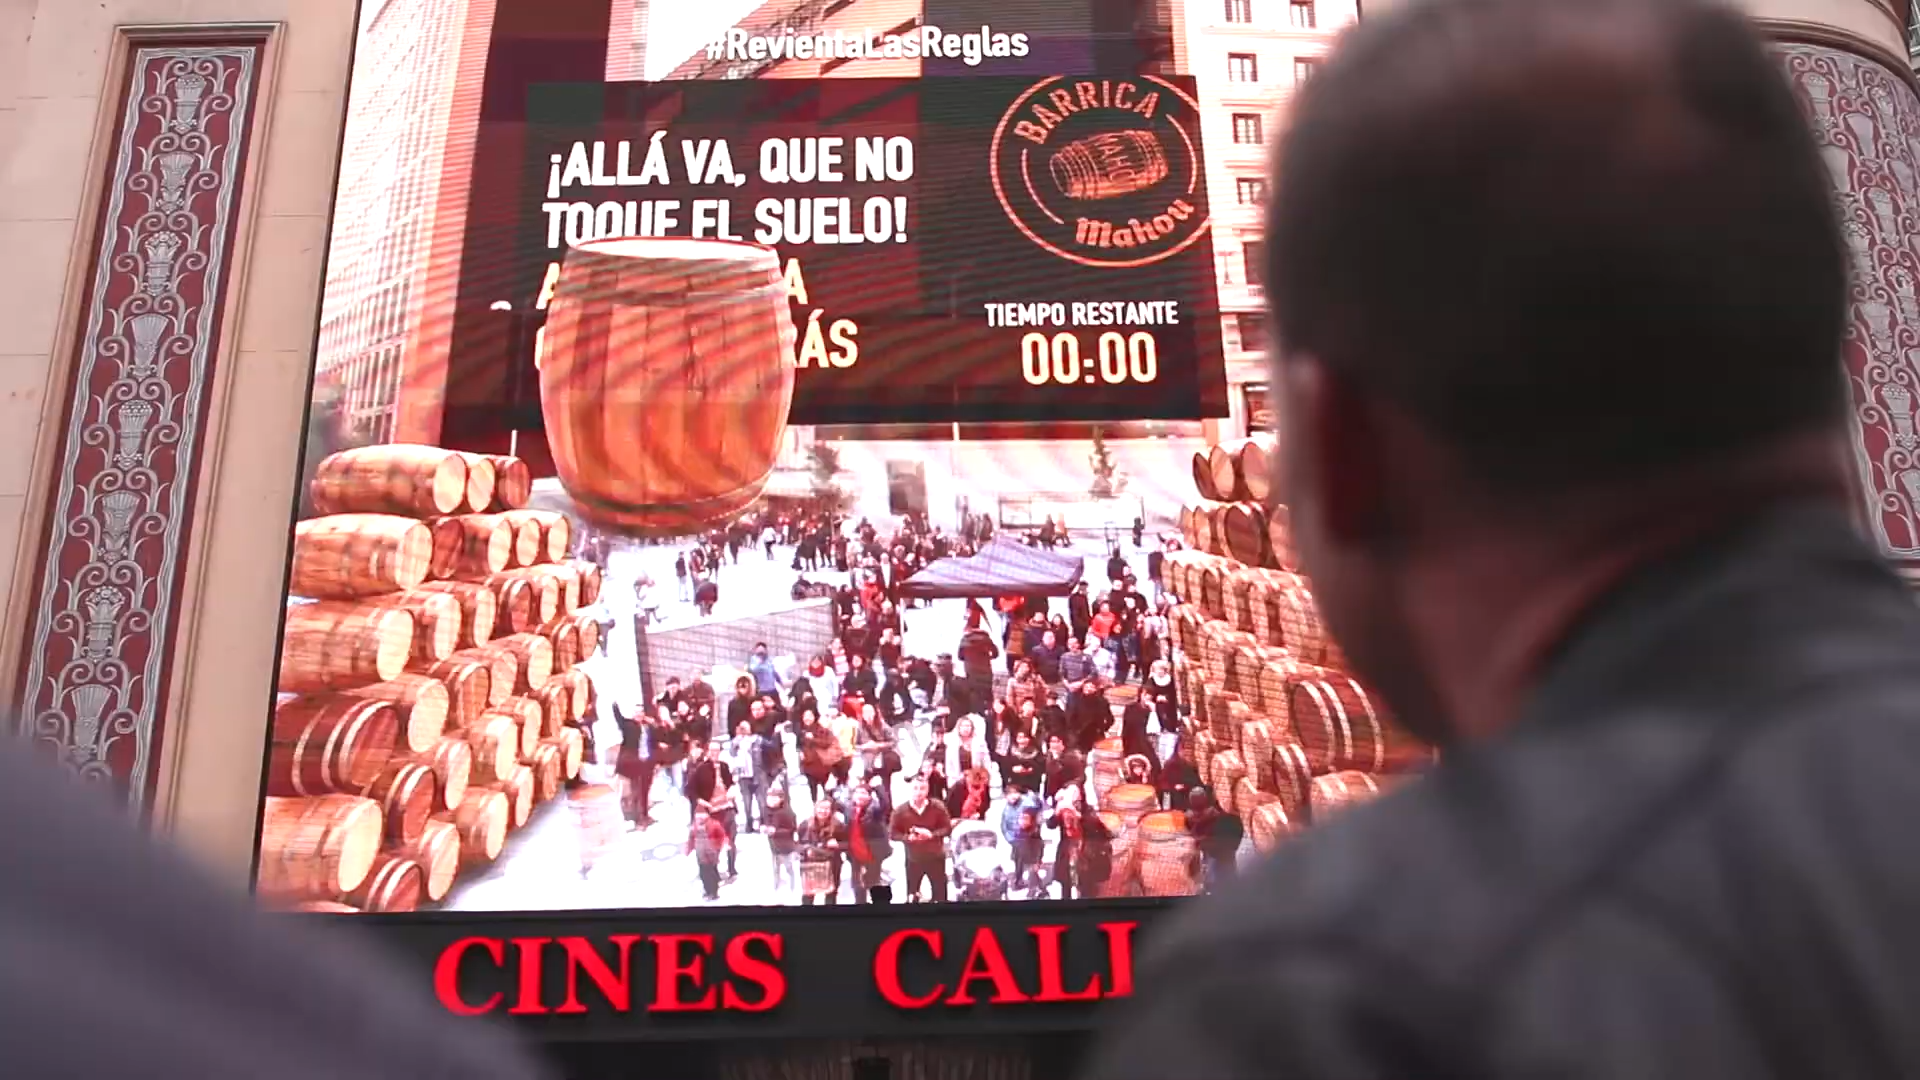 #RevientaLasReglas
¡ALLÁ VA, QUE NO
TOQUE EL SUELO!
BARRICA
MAHOU
Mahou
TIEMPO RESTANTE
00:00
CINES CALL